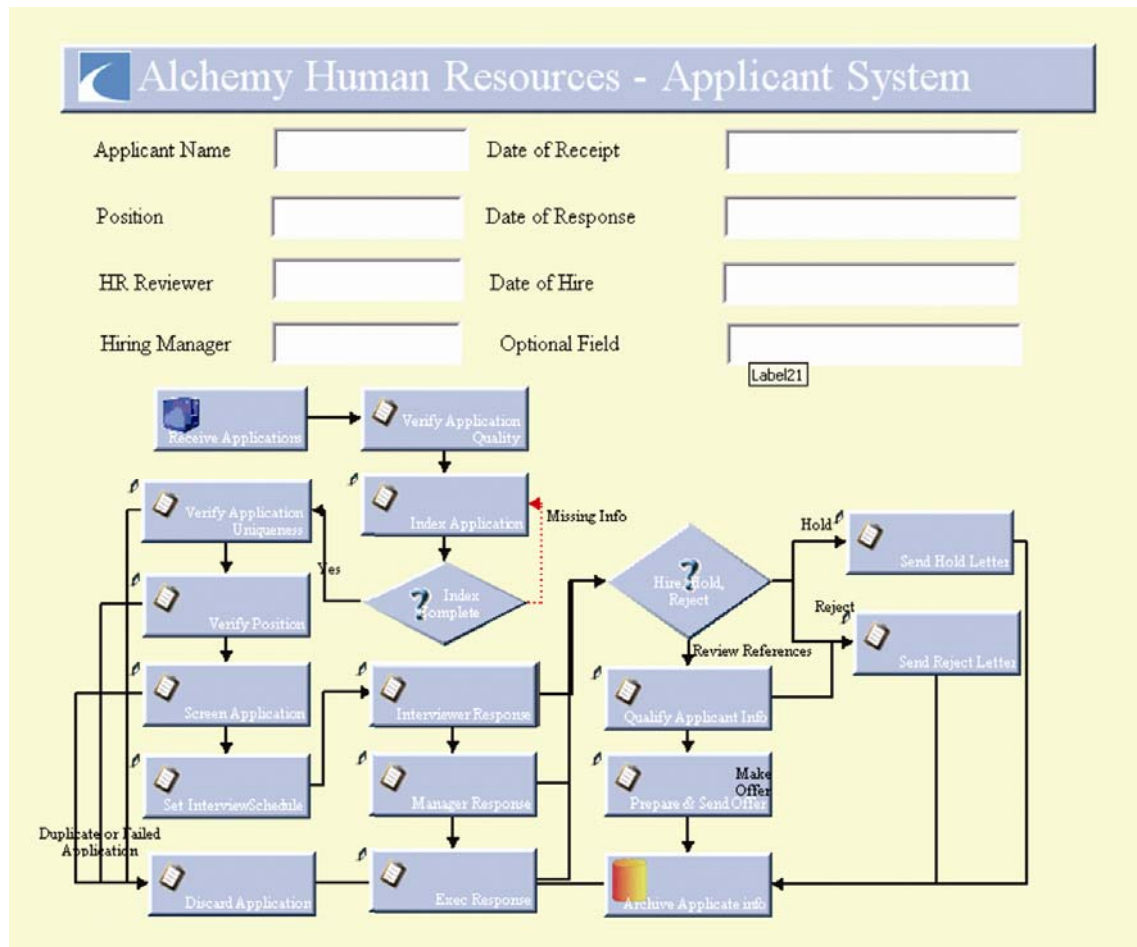 Alchemy Human Resources - Applicant System
Applicant Name
Date of Receipt
Position
Date of Response
HR Reviewer
Date of Hire
Hiring Manager
Optional Field
Label21
Receive Applications
Verify Application
Quality
Verify Application
Uniqueness
Index Application
Missing Info
Hold
Send Hold Letter
Yes
Index
Complete
Hire, Hold,
Reject
Verify Position
Reject
Send Reject Letter
Review References
Screen Application
Interviewer Response
Qualify Applicant Info
Set InterviewSchedule
Manager Response
Make
Offer
Prepare & Send Offer
Duplicate or Failed
Application
Discard Application
Exec Response
Archive Applicate info